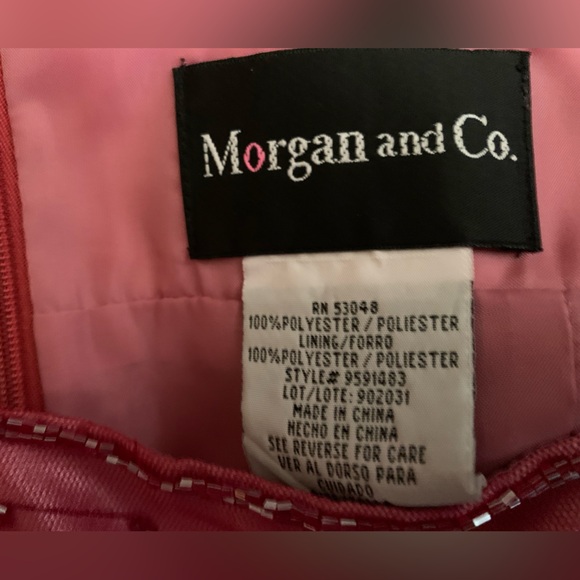 Morgan and Co.
RN 53048
100%POLYESTER / POLIESTER
LINING/FORRO
100%POLYESTER / POLIESTER
STYLE# 9591483
LOT/LOTE: 902031
MADE IN CHINA
HECHO EN CHINA
SEE REVERSE FOR CARE
VER AL DORSO PARA
CUIDADO